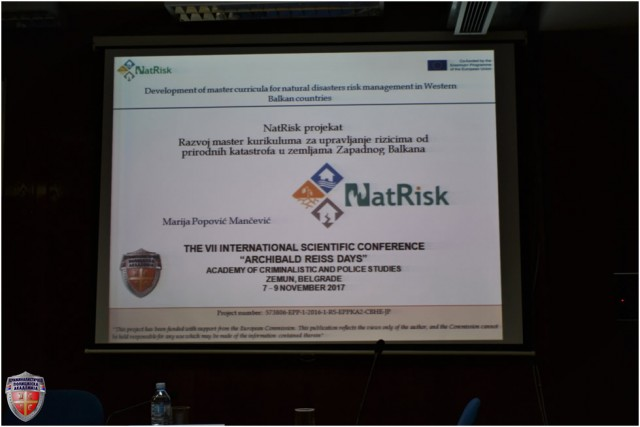 NatRisk
Co-funded by the
Erasmus+ Programme
of the European Union
Development of master curricula for natural disasters risk management in Western
Balkan countries
NatRisk projekat
Razvoj master kurikuluma za upravljanje rizicima od
prirodnih katastrofa u zemljama Zapadnog Balkana
NatRisk
Marija Popović Mančević
THE VII INTERNATIONAL SCIENTIFIC CONFERENCE
"ARCHIBALD REISS DAYS"
ACADEMY OF CRIMINALISTIC AND POLICE STUDIES
ZEMUN, BELGRADE
7 – 9 NOVEMBER 2017
Project number: 573806-EPP-1-2016-1-RS-EPPKA2-CBHE-JP
"This project has been funded with support from the European Commission. This publication reflects the views only of the author, and the Commission cannot
be held responsible for any use which may be made of the information contained therein"